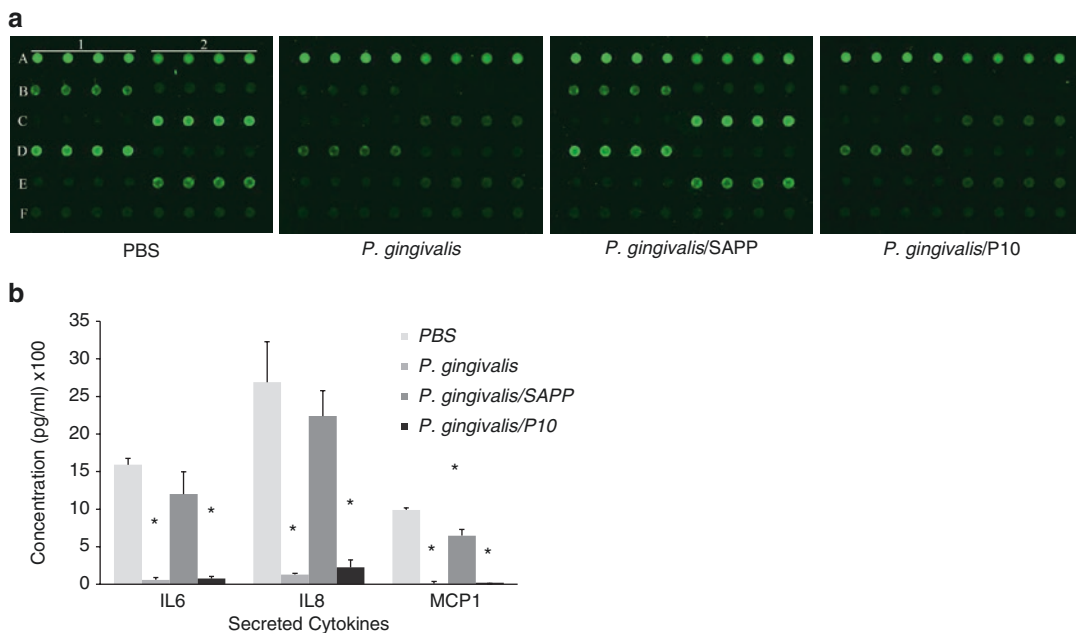 a
1 2
A
B
C
D
E
F
PBS
P. gingivalis
P. gingivalis/SAPP
P. gingivalis/P10
b
Concentration (pg/ml) x100
35
30
25
20
15
10
5
0
PBS
P. gingivalis
P. gingivalis/SAPP
P. gingivalis/P10
* * * * * * *
IL6 IL8 MCP1
Secreted Cytokines